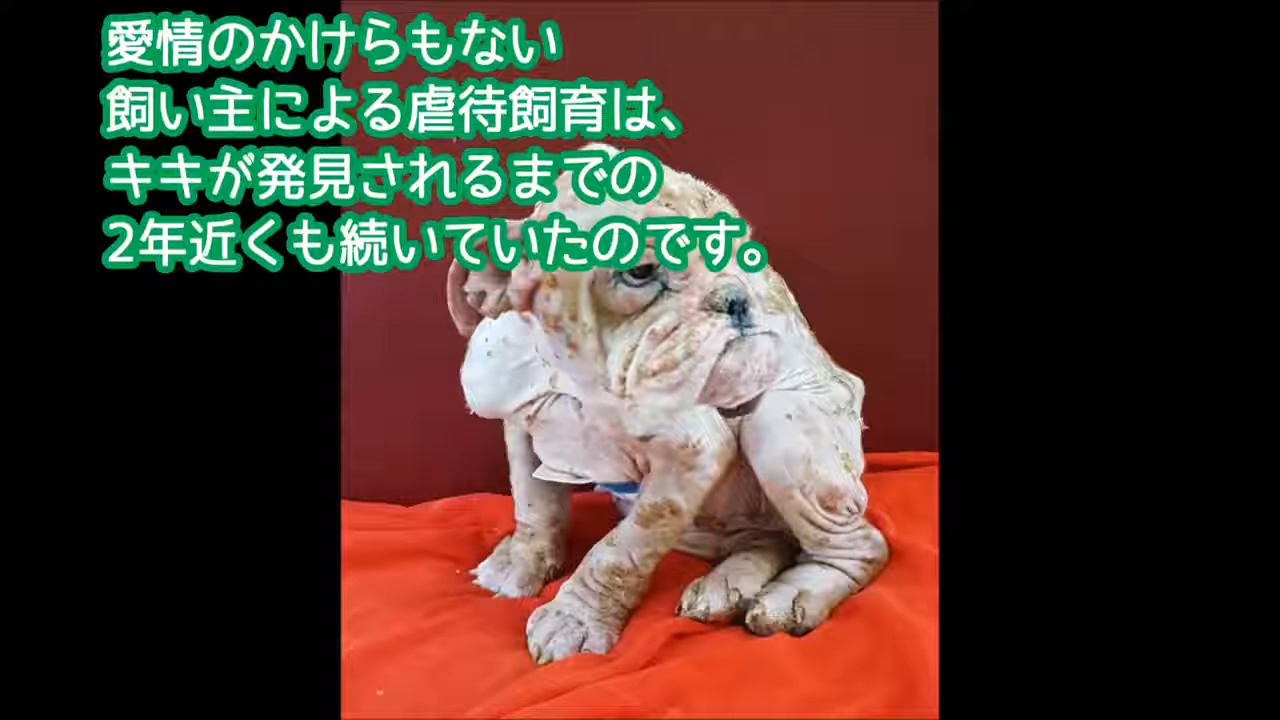 愛情のかけらもない
飼い主による虐待飼育は、
キキが発見されるまでの
2年近くも続いていたのです。